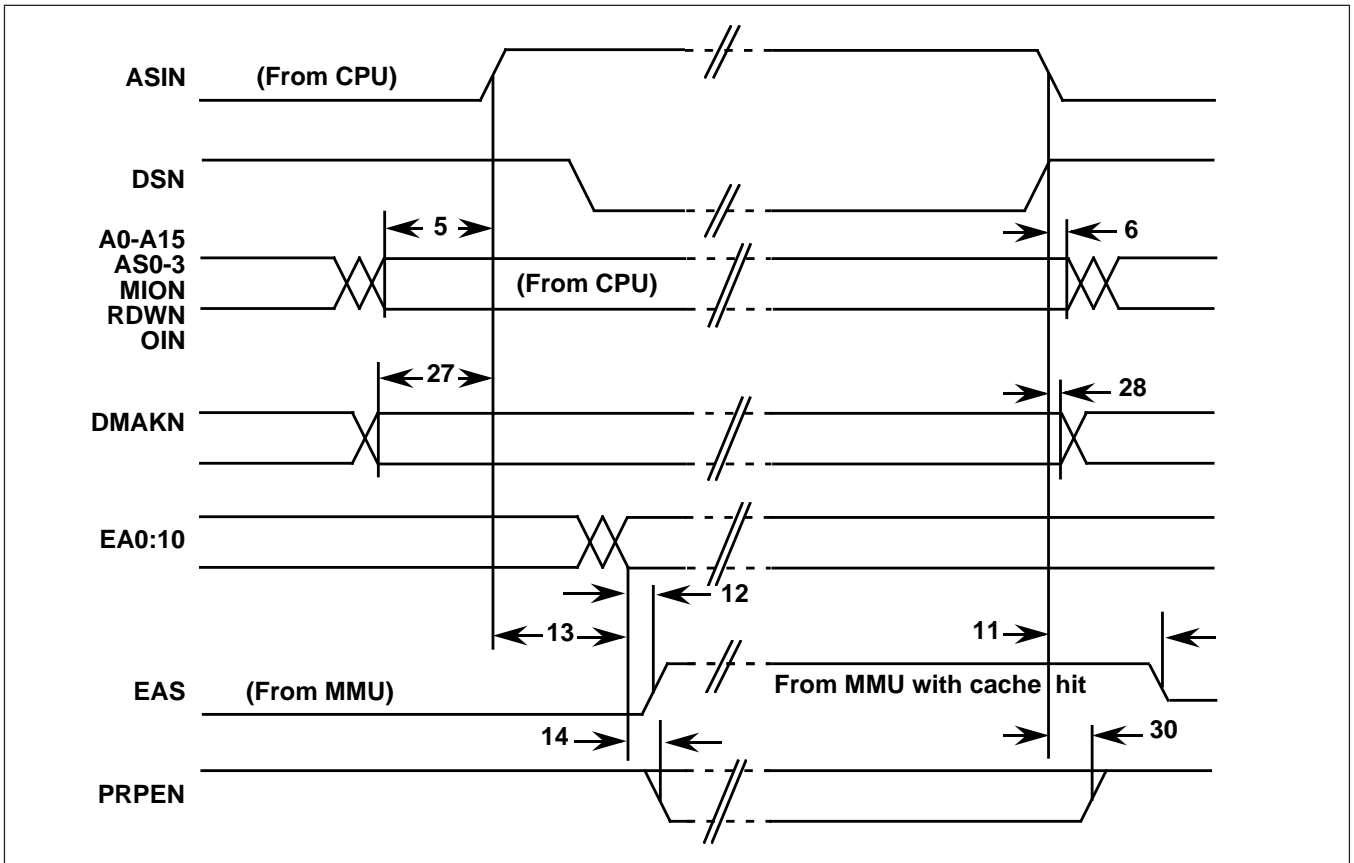 ASIN (From CPU)
DSN
5
6
A0-A15
AS0-3
MION
RDWN
OIN
(From CPU)
27
28
DMAKN
EA0:10
12
13
11
EAS (From MMU) From MMU with cache hit
14
30
PRPEN